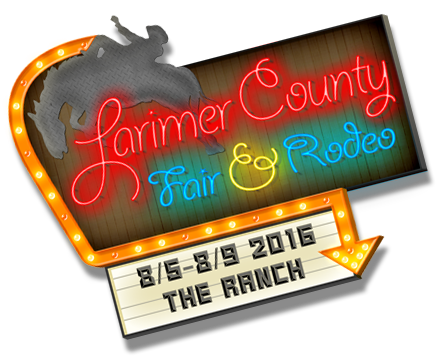 Larimer County
Fair & Rodeo
8/5-8/9 2016
THE RANCH